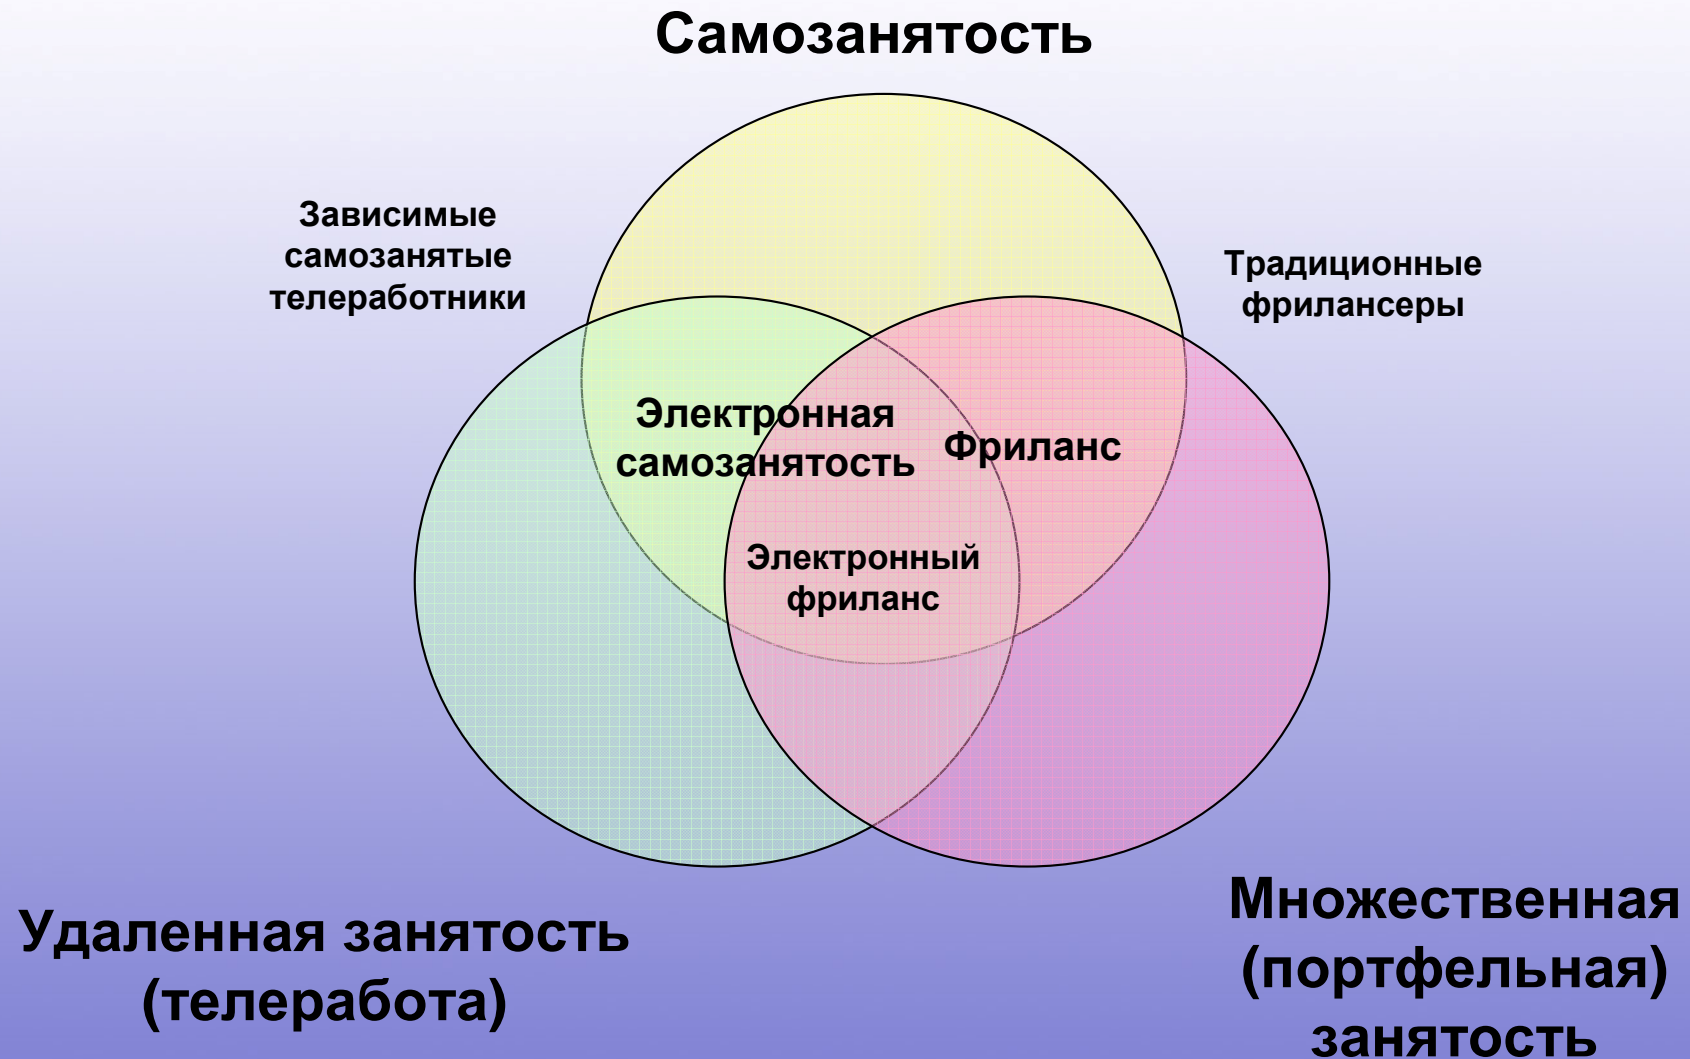 Самозанятость
Зависимые
самозанятые
телеработники
Традиционные
фрилансеры
Электронная
самозанятость
Фриланс
Электронный
фриланс
Удаленная занятость
(телеработа)
Множественная
(портфельная)
занятость